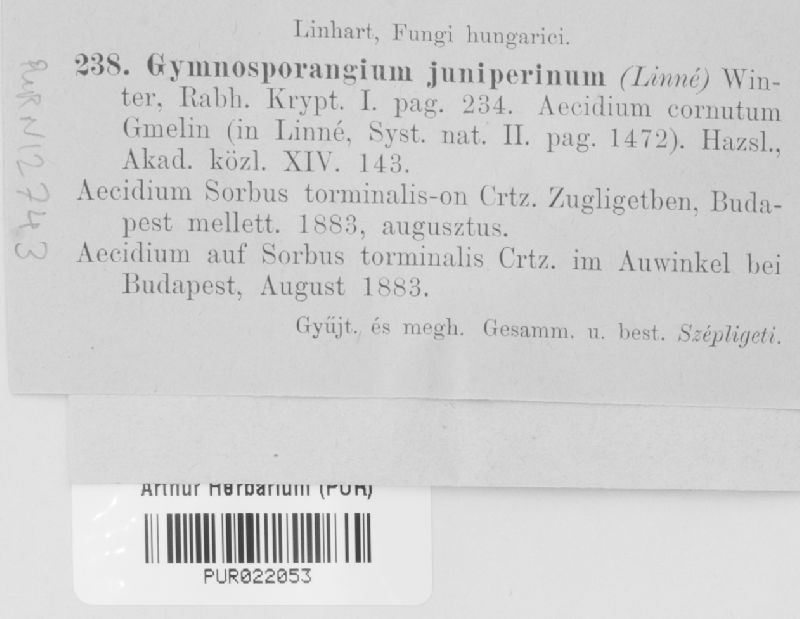 Linhart, Fungi hungarici.
238. Gymnosporangium juniperinum (Linné) Win-
ter, Rabh. Krypt. I. pag. 234. Aecidium cornutum
Gmelin (in Linné, Syst. nat. II. pag. 1472). Hazsl.,
Akad. közl. XIV. 143.
Aecidium Sorbus torminalis-on Crtz. Zugligetben, Buda-
pest mellett. 1883, augusztus.
Aecidium auf Sorbus torminalis Crtz. im Auwinkel bei
Budapest, August 1883.
Gyűjt. és megh. Gesamm. u. best. Szépligeti.
PUR N12743
Arthur Herbarium (PUR)
PUR022053